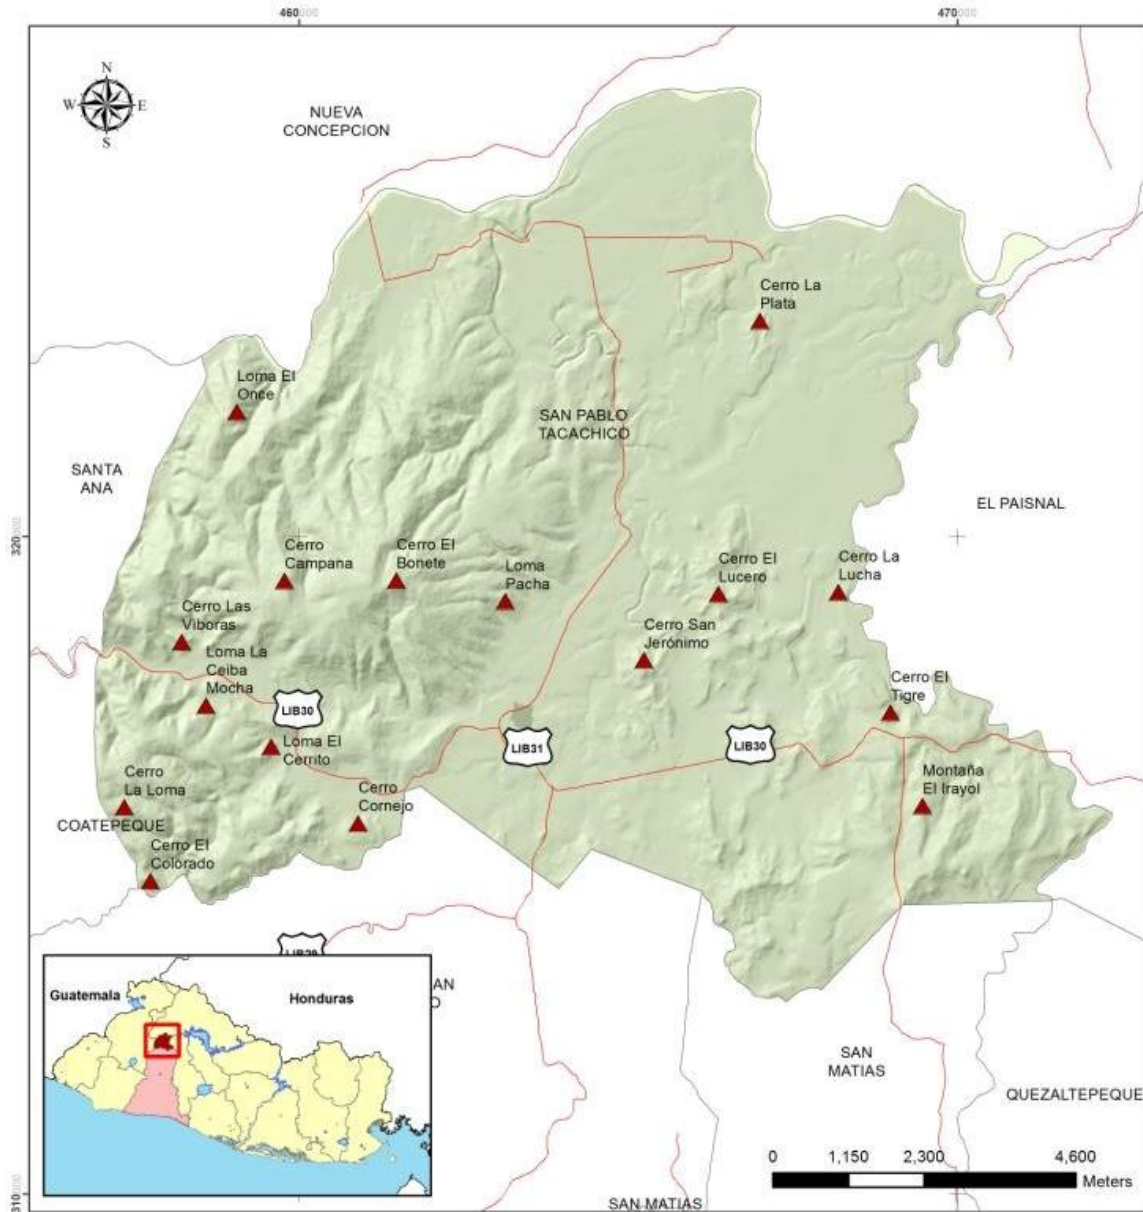 460000
470000
N
W E
S
NUEVA
CONCEPCION
Cerro La
Plata
Loma El
Once
SAN PABLO
TACACHICO
SANTA
ANA
EL PAISNAL
320000
Cerro
Campana
Cerro El
Bonete
Loma
Pacha
Cerro El
Lucero
Cerro La
Lucha
Cerro Las
Viboras
Cerro San
Jerónimo
Loma La
Ceiba
Mocha
Cerro El
Tigre
LIB30
LIB31
LIB30
Loma El
Cerrito
Cerro
La Loma
Cerro
Cornejo
Montaña
El Irayol
COATEPEQUE
Cerro El
Colorado
LIB29
AN
O
Guatemala
Honduras
SAN
MATIAS
QUEZALTEPEQUE
0 1,150 2,300 4,600
Meters
310000
SAN MATIAS